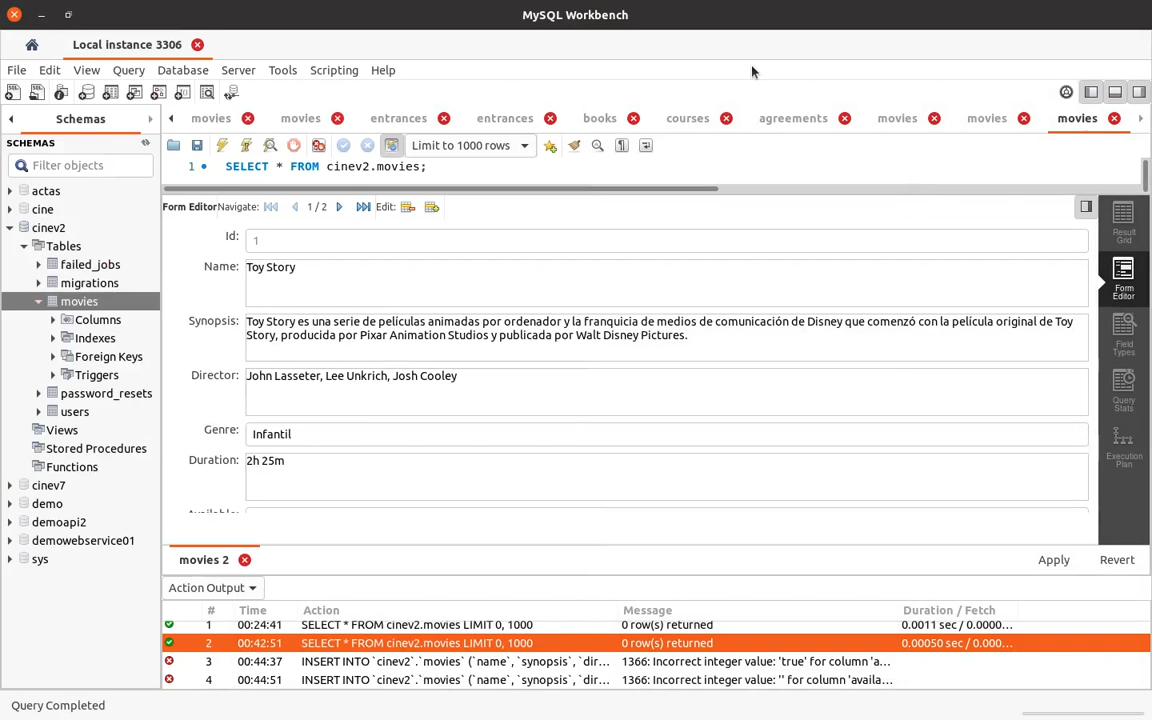 MySQL Workbench
Local instance 3306
File Edit View Query Database Server Tools Scripting Help
Schemas
movies movies entrances entrances books courses agreements movies movies movies
SCHEMAS
Filter objects
Limit to 1000 rows
1 SELECT * FROM cinev2.movies;
Form Editor Navigate: 1 / 2 Edit:
actas
cine
cinev2
Tables
failed_jobs
migrations
movies
Columns
Indexes
Foreign Keys
Triggers
password_resets
users
Views
Stored Procedures
Functions
cinev7
demo
demoapi2
demowebservice01
sys
Id: 1
Name: Toy Story
Synopsis: Toy Story es una serie de películas animadas por ordenador y la franquicia de medios de comunicación de Disney que comenzó con la película original de Toy
Story, producida por Pixar Animation Studios y publicada por Walt Disney Pictures.
Director: John Lasseter, Lee Unkrich, Josh Cooley
Genre: Infantil
Duration: 2h 25m
Available:
Result
Grid
Form
Editor
Field
Types
Query
Stats
Execution
Plan
movies 2
Apply Revert
Action Output
# Time Action Message Duration / Fetch
1 00:24:41 SELECT * FROM cinev2.movies LIMIT 0, 1000 0 row(s) returned 0.0011 sec / 0.0000...
2 00:42:51 SELECT * FROM cinev2.movies LIMIT 0, 1000 0 row(s) returned 0.00050 sec / 0.000...
3 00:44:37 INSERT INTO `cinev2`.`movies` (`name`, `synopsis`, `dir... 1366: Incorrect integer value: 'true' for column 'a...
4 00:44:51 INSERT INTO `cinev2`.`movies` (`name`, `synopsis`, `dir... 1366: Incorrect integer value: '' for column 'availa...
Query Completed